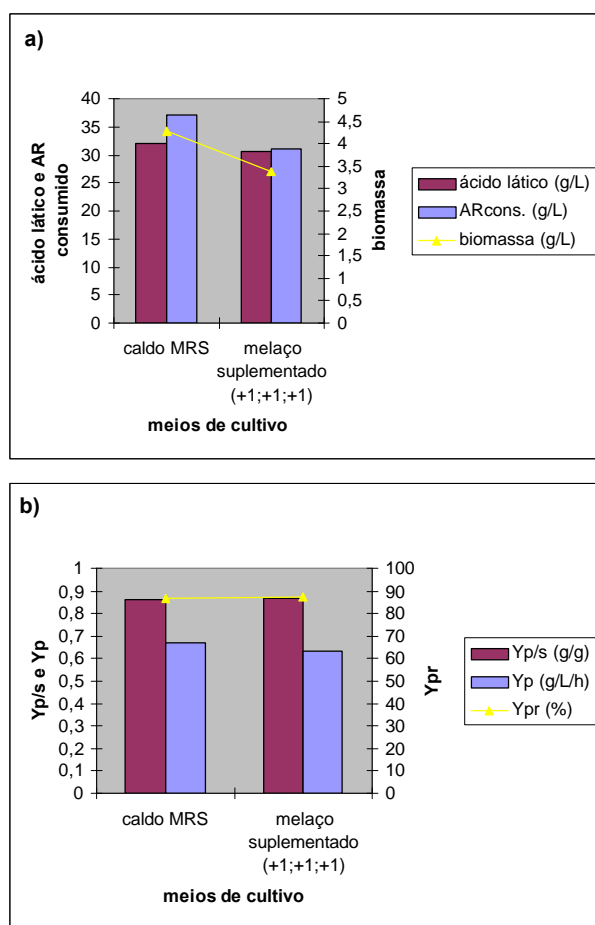 a)
40
35
30
25
20
15
10
5
0
ácido lático e AR
consumido
5
4,5
4
3,5
3
2,5
2
1,5
1
0,5
0
biomassa
caldo MRS
melaço
suplementado
(+1;+1;+1)
meios de cultivo
ácido lático (g/L)
ARcons. (g/L)
biomassa (g/L)
b)
1
0,9
0,8
0,7
0,6
0,5
0,4
0,3
0,2
0,1
0
Yp/s e Yp
100
90
80
70
60
50
40
30
20
10
0
Ypr
caldo MRS
melaço
suplementado
(+1;+1;+1)
meios de cultivo
Yp/s (g/g)
Yp (g/L/h)
Ypr (%)